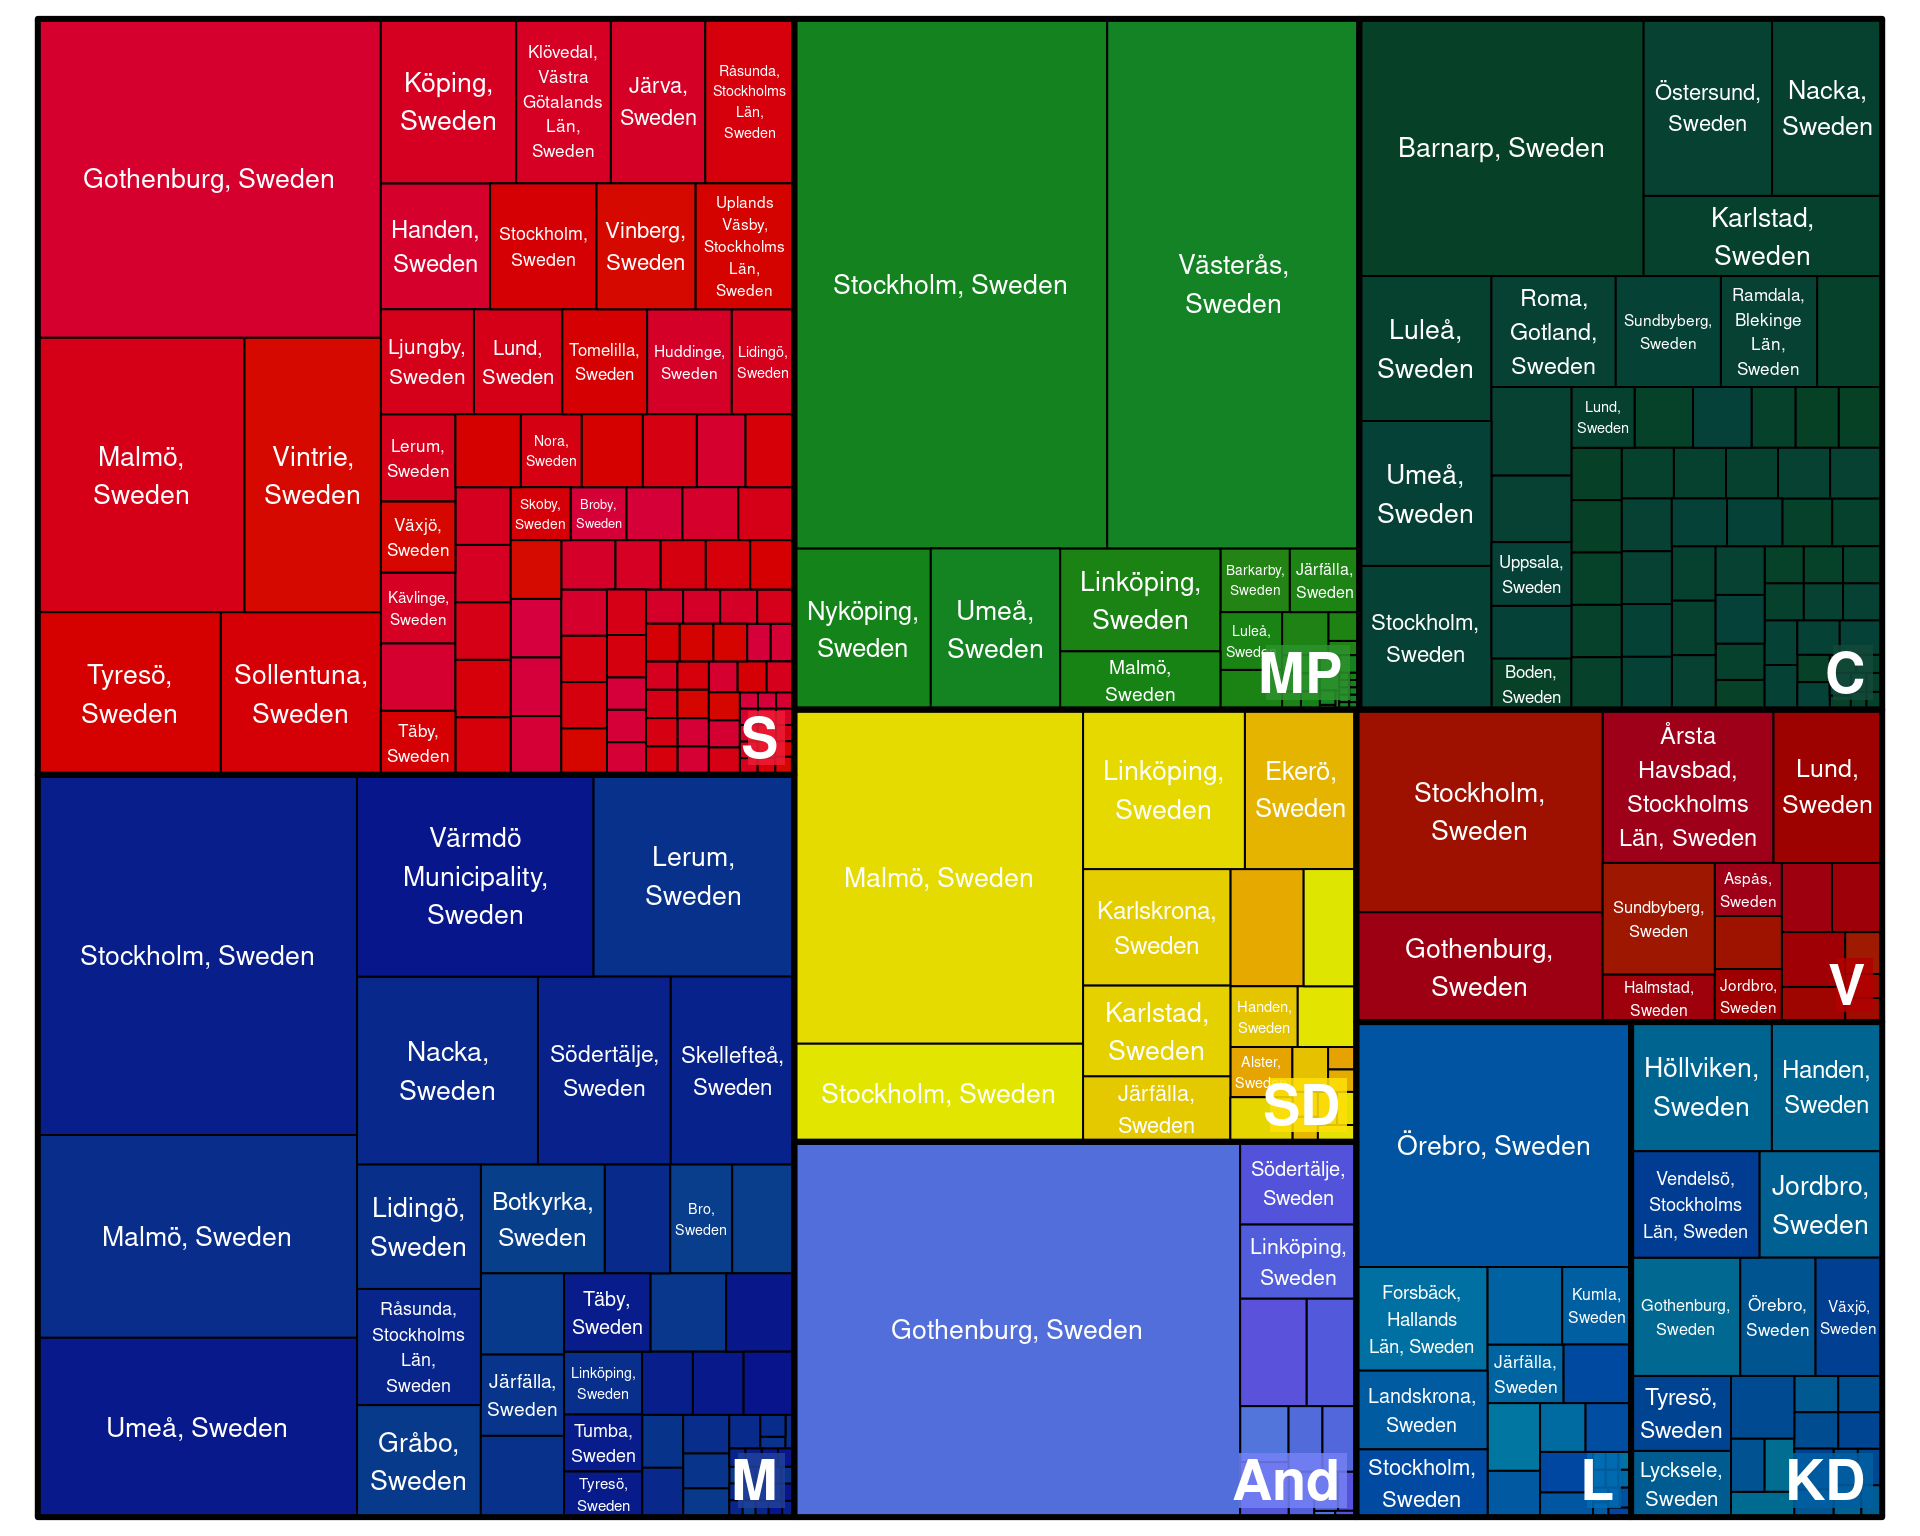 Gothenburg, Sweden
Malmö,
Sweden
Vintrie,
Sweden
Tyresö,
Sweden
Sollentuna,
Sweden
Köping,
Sweden
Klövedal,
Västra
Götalands
Län,
Sweden
Järva,
Sweden
Råsunda,
Stockholms
Län,
Sweden
Handen,
Sweden
Stockholm,
Sweden
Vinberg,
Sweden
Uplands
Väsby,
Stockholms
Län,
Sweden
Ljungby,
Sweden
Lund,
Sweden
Tomelilla,
Sweden
Huddinge,
Sweden
Lidingö,
Sweden
Lerum,
Sweden
Nora,
Sweden
Växjö,
Sweden
Skoby,
Sweden
Broby,
Sweden
Kävlinge,
Sweden
Täby,
Sweden
S
Stockholm, Sweden
Västerås,
Sweden
Nyköping,
Sweden
Umeå,
Sweden
Linköping,
Sweden
Malmö,
Sweden
Barkarby,
Sweden
Järfälla,
Sweden
Luleå,
Sweden
MP
Barnarp, Sweden
Östersund,
Sweden
Nacka,
Sweden
Karlstad,
Sweden
Luleå,
Sweden
Umeå,
Sweden
Stockholm,
Sweden
Roma,
Gotland,
Sweden
Sundbyberg,
Sweden
Ramdala,
Blekinge
Län,
Sweden
Lund,
Sweden
Uppsala,
Sweden
Boden,
Sweden
C
Stockholm, Sweden
Malmö, Sweden
Umeå, Sweden
Värmdö
Municipality,
Sweden
Lerum,
Sweden
Nacka,
Sweden
Södertälje,
Sweden
Skellefteå,
Sweden
Lidingö,
Sweden
Botkyrka,
Sweden
Bro,
Sweden
Råsunda,
Stockholms
Län,
Sweden
Gråbo,
Sweden
Järfälla,
Sweden
Täby,
Sweden
Linköping,
Sweden
Tumba,
Sweden
Tyresö,
Sweden
M
Malmö, Sweden
Stockholm, Sweden
Linköping,
Sweden
Ekerö,
Sweden
Karlskrona,
Sweden
Karlstad,
Sweden
Järfälla,
Sweden
Handen,
Sweden
Alster,
Sweden
SD
Gothenburg, Sweden
Södertälje,
Sweden
Linköping,
Sweden
And
Stockholm,
Sweden
Gothenburg,
Sweden
Årsta
Havsbad,
Stockholms
Län, Sweden
Lund,
Sweden
Sundbyberg,
Sweden
Aspås,
Sweden
Halmstad,
Sweden
Jordbro,
Sweden
V
Örebro, Sweden
Forsbäck,
Hallands
Län, Sweden
Landskrona,
Sweden
Stockholm,
Sweden
Kumla,
Sweden
Järfälla,
Sweden
L
Höllviken,
Sweden
Handen,
Sweden
Vendelsö,
Stockholms
Län, Sweden
Jordbro,
Sweden
Gothenburg,
Sweden
Örebro,
Sweden
Växjö,
Sweden
Tyresö,
Sweden
Lycksele,
Sweden
KD